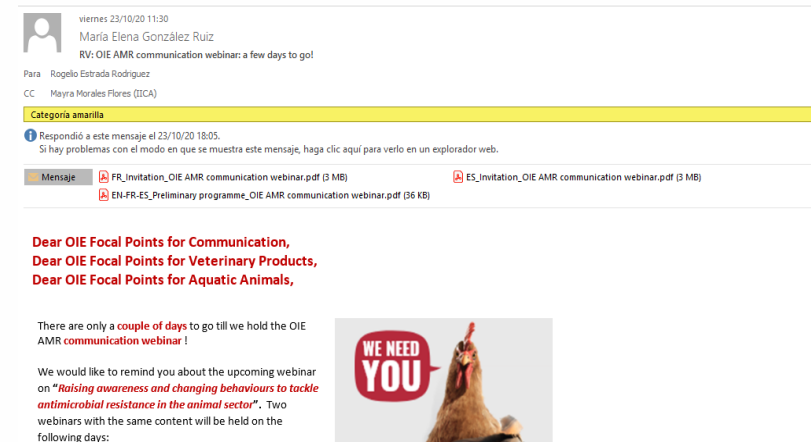 viernes 23/10/20 11:30
María Elena González Ruiz
RV: OIE AMR communication webinar: a few days to go!
Para Rogelio Estrada Rodriguez
CC Mayra Morales Flores (IICA)
Categoría amarilla
Respondió a este mensaje el 23/10/20 18:05.
Si hay problemas con el modo en que se muestra este mensaje, haga clic aquí para verlo en un explorador web.
Mensaje FR_Invitation_OIE AMR communication webinar.pdf (3 MB) ES_Invitation_OIE AMR communication webinar.pdf (3 MB)
EN-FR-ES_Preliminary programme_OIE AMR communication webinar.pdf (36 KB)
Dear OIE Focal Points for Communication,
Dear OIE Focal Points for Veterinary Products,
Dear OIE Focal Points for Aquatic Animals,
There are only a couple of days to go till we hold the OIE
AMR communication webinar !
We would like to remind you about the upcoming webinar
on “Raising awareness and changing behaviours to tackle
antimicrobial resistance in the animal sector”. Two
webinars with the same content will be held on the
following days:
WE NEED
YOU